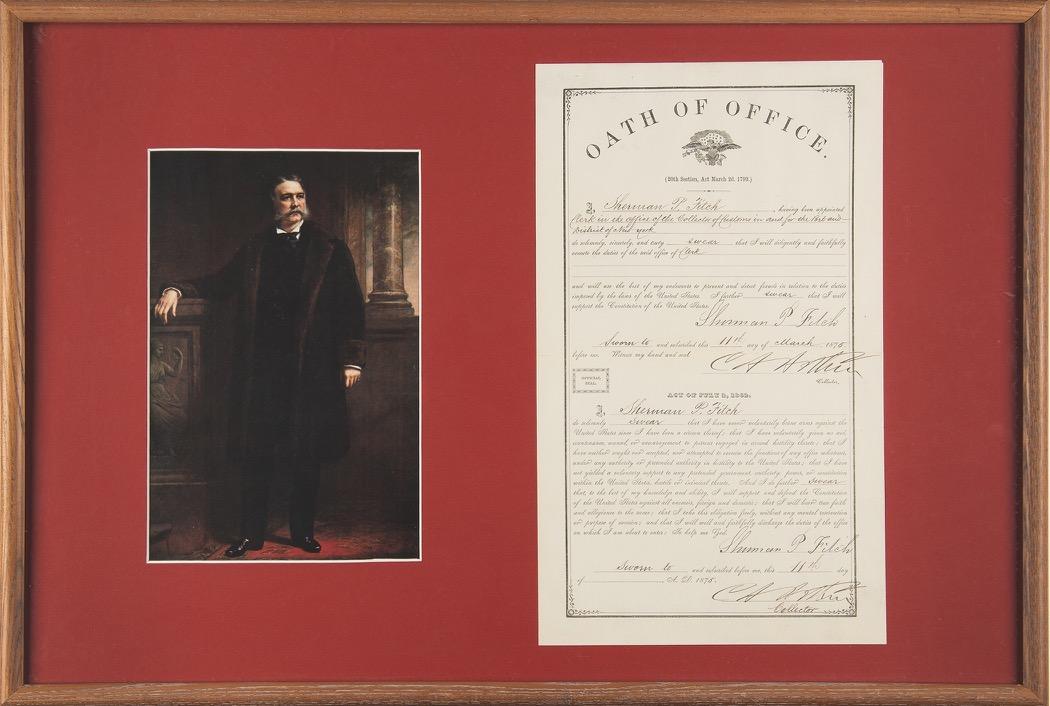 OATH OF OFFICE.
(20th Section, Act March 2d, 1799.)
I, Sherman P. Fitch, having been appointed
Clerk in the office of the Collector of Customs in and for the Port and
District of New York
do solemnly, sincerely, and truly swear that I will diligently and faithfully
execute the duties of the said office of Clerk
and will use the best of my endeavors to prevent and detect frauds in relation to the duties
imposed by the laws of the United States. I further swear that I will
support the Constitution of the United States.
Sherman P. Fitch
Sworn to and subscribed this 11th day of March 1875
before me. Witness my hand and seal
C A Arthur
Collector.
OFFICIAL
SEAL.
ACT OF JULY 2, 1862.
I, Sherman P. Fitch
do solemnly swear that I have never voluntarily borne arms against the
United States since I have been a citizen thereof; that I have voluntarily given no aid,
countenance, counsel, or encouragement to persons engaged in armed hostility thereto; that I
have neither sought nor accepted, nor attempted to exercise the functions of any office whatever,
under any authority or pretended authority in hostility to the United States; that I have
not yielded a voluntary support to any pretended government, authority, power, or constitution
within the United States, hostile or inimical thereto. And I do further swear
that, to the best of my knowledge and ability, I will support and defend the Constitution
of the United States against all enemies, foreign and domestic; that I will bear true faith
and allegiance to the same; that I take this obligation freely, without any mental reservation
or purpose of evasion; and that I will well and faithfully discharge the duties of the office
on which I am about to enter: So help me God.
Sherman P. Fitch
Sworn to and subscribed before me, this 11th day
of A. D. 1875.
C A Arthur
Collector